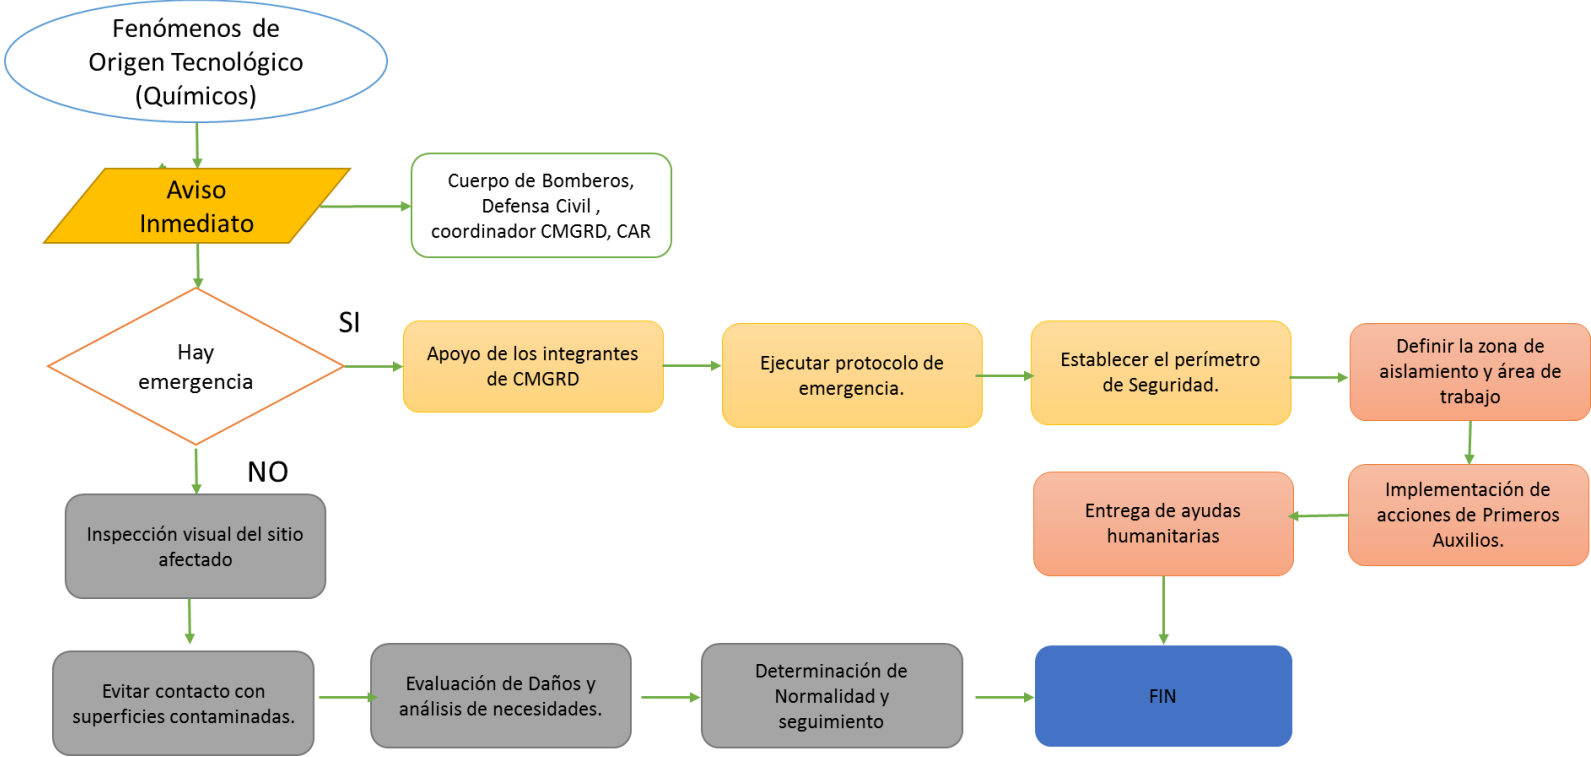 Fenómenos de
Origen Tecnológico
(Químicos)
Aviso
Inmediato
Cuerpo de Bomberos,
Defensa Civil ,
coordinador CMGRD, CAR
Hay
emergencia
SI
Apoyo de los integrantes
de CMGRD
Ejecutar protocolo de
emergencia.
Establecer el perímetro
de Seguridad.
Definir la zona de
aislamiento y área de
trabajo
NO
Implementación de
acciones de Primeros
Auxilios.
Entrega de ayudas
humanitarias
Inspección visual del sitio
afectado
Evitar contacto con
superficies contaminadas.
Evaluación de Daños y
análisis de necesidades.
Determinación de
Normalidad y
seguimiento
FIN